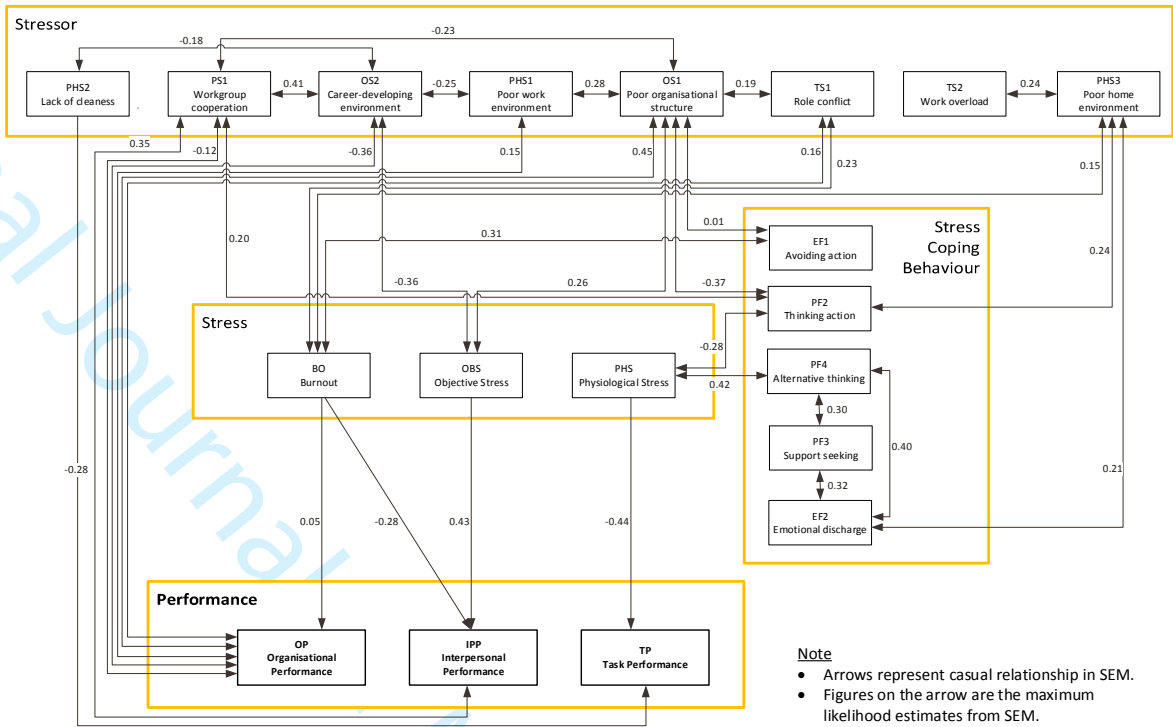 Stressor
-0.23
-0.18
PHS2
Lack of cleaness
PS1
Workgroup
cooperation
0.41
OS2
Career-developing
environment
-0.25
PHS1
Poor work
environment
0.28
OS1
Poor organisational
structure
0.19
TS1
Role conflict
TS2
Work overload
0.24
PHS3
Poor home
environment
0.35
-0.12
-0.36
0.15
0.45
0.16
0.23
0.15
0.20
0.31
0.01
-0.36
0.26
-0.37
0.24
Stress
Coping
Behaviour
EF1
Avoiding action
PF2
Thinking action
Stress
-0.28
BO
Burnout
OBS
Objective Stress
PHS
Physiological Stress
0.42
PF4
Alternative thinking
0.30
0.40
PF3
Support seeking
0.32
0.21
EF2
Emotional discharge
-0.28
0.05
-0.28
0.43
-0.44
Performance
OP
Organisational
Performance
IPP
Interpersonal
Performance
TP
Task Performance
Note
• Arrows represent casual relationship in SEM.
• Figures on the arrow are the maximum
likelihood estimates from SEM.
nal Journal